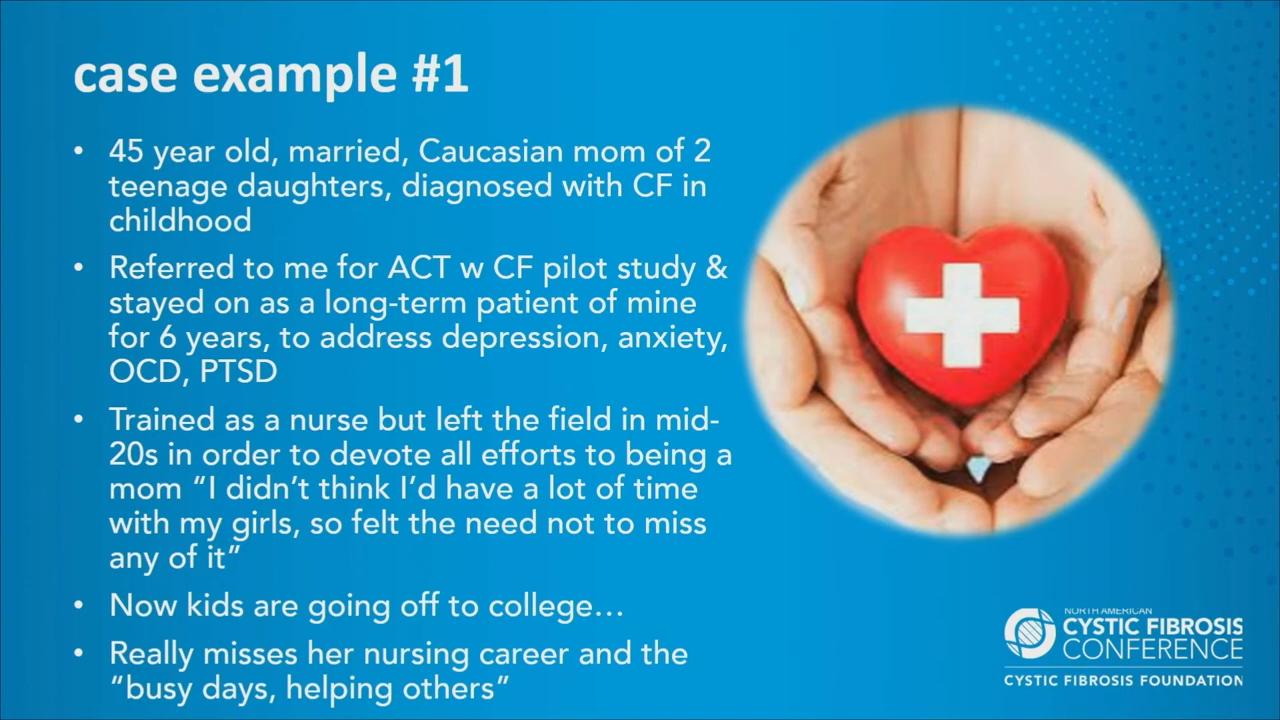 case example #1
• 45 year old, married, Caucasian mom of 2
teenage daughters, diagnosed with CF in
childhood
• Referred to me for ACT w CF pilot study &
stayed on as a long-term patient of mine
for 6 years, to address depression, anxiety,
OCD, PTSD
• Trained as a nurse but left the field in mid-
20s in order to devote all efforts to being a
mom “I didn’t think I’d have a lot of time
with my girls, so felt the need not to miss
any of it”
• Now kids are going off to college…
• Really misses her nursing career and the
“busy days, helping others”
NORTH AMERICAN
CYSTIC FIBROSIS
CONFERENCE
CYSTIC FIBROSIS FOUNDATION